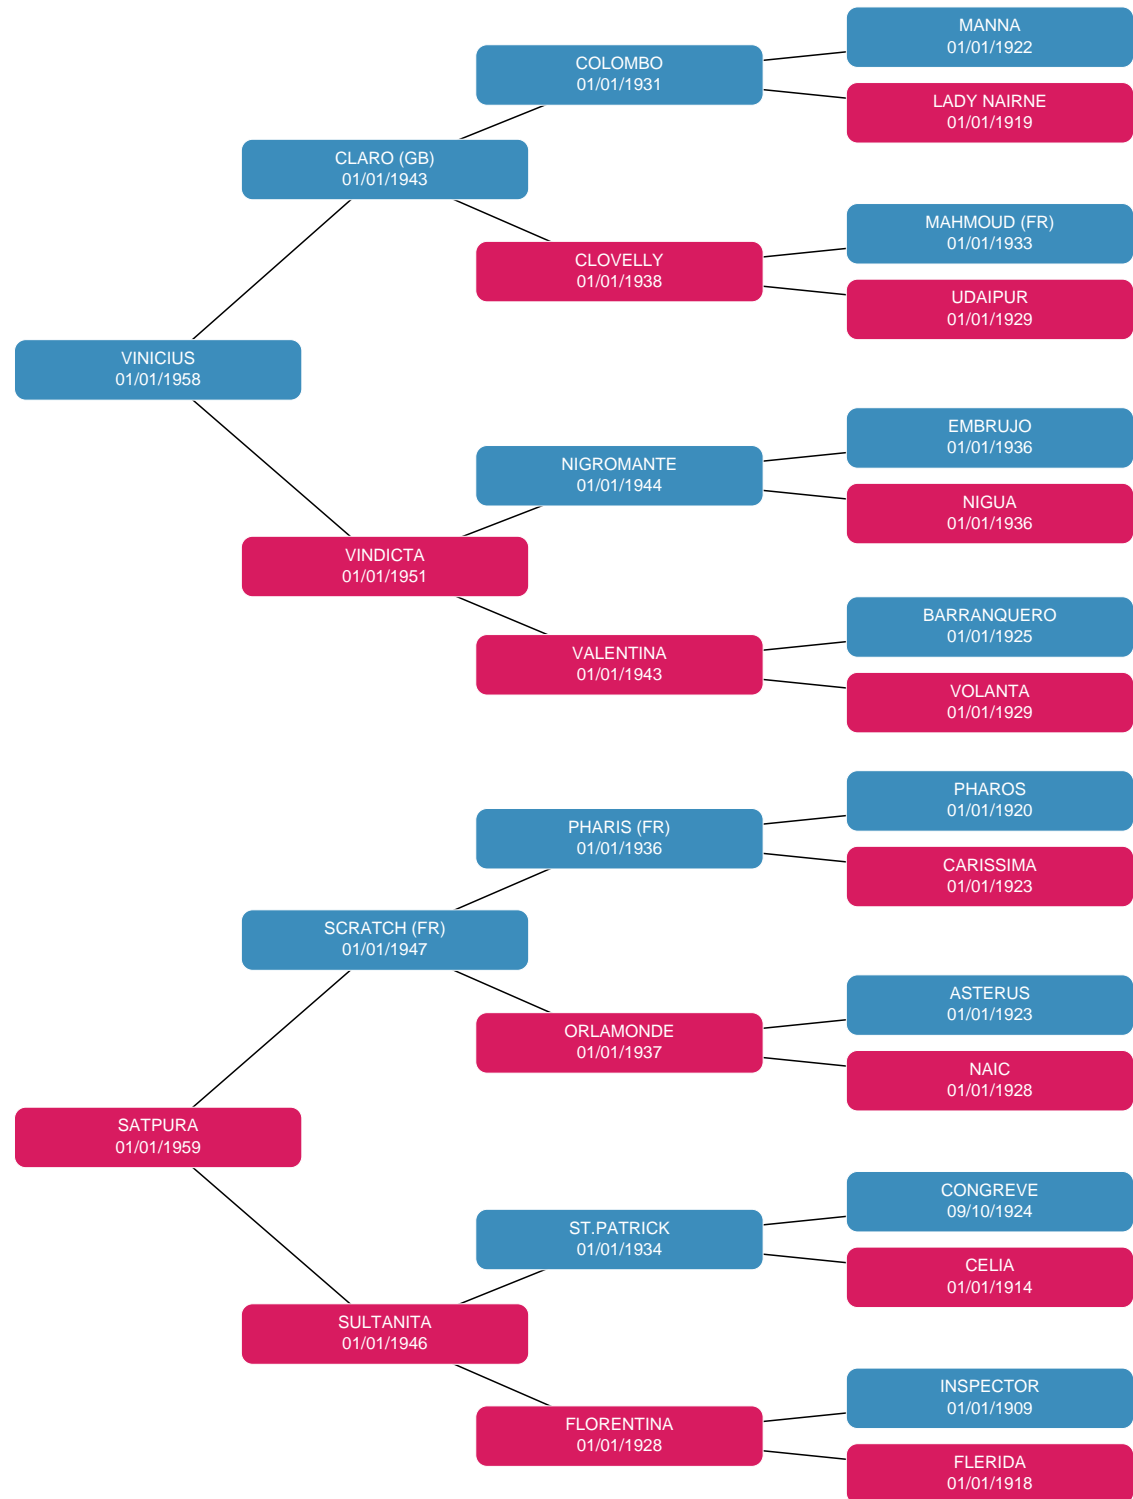 MANNA
01/01/1922
COLOMBO
01/01/1931
LADY NAIRNE
01/01/1919
CLARO (GB)
01/01/1943
MAHMOUD (FR)
01/01/1933
CLOVELLY
01/01/1938
UDAIPUR
01/01/1929
VINICIUS
01/01/1958
EMBRUJO
01/01/1936
NIGROMANTE
01/01/1944
NIGUA
01/01/1936
VINDICTA
01/01/1951
BARRANQUERO
01/01/1925
VALENTINA
01/01/1943
VOLANTA
01/01/1929
PHAROS
01/01/1920
PHARIS (FR)
01/01/1936
CARISSIMA
01/01/1923
SCRATCH (FR)
01/01/1947
ASTERUS
01/01/1923
ORLAMONDE
01/01/1937
NAIC
01/01/1928
SATPURA
01/01/1959
CONGREVE
09/10/1924
ST.PATRICK
01/01/1934
CELIA
01/01/1914
SULTANITA
01/01/1946
INSPECTOR
01/01/1909
FLORENTINA
01/01/1928
FLERIDA
01/01/1918